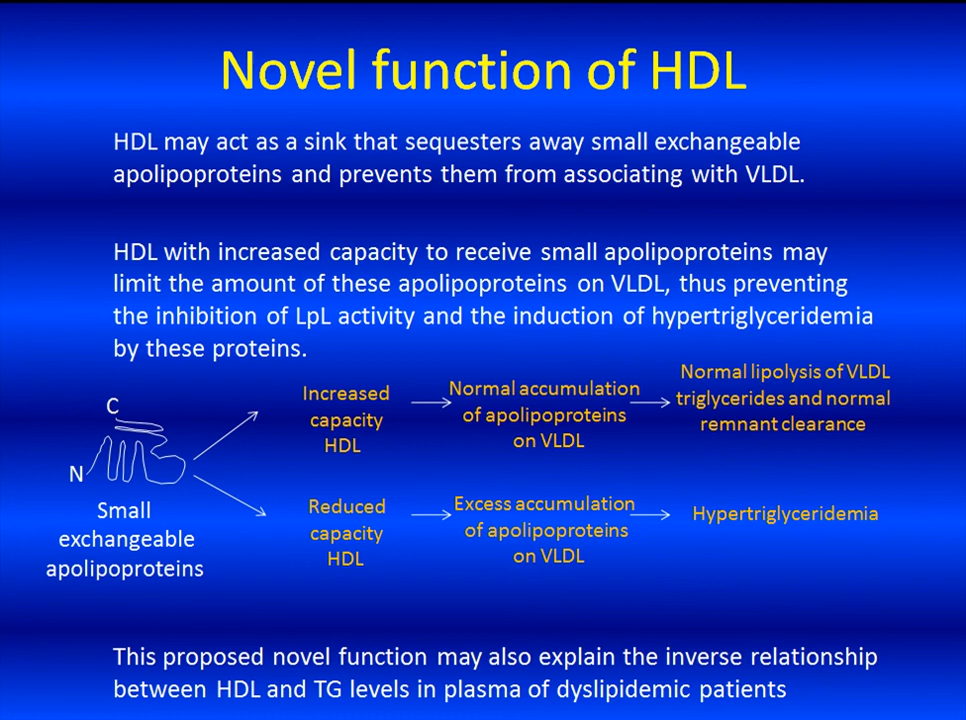 Novel function of HDL
HDL may act as a sink that sequesters away small exchangeable
apolipoproteins and prevents them from associating with VLDL.
HDL with increased capacity to receive small apolipoproteins may
limit the amount of these apolipoproteins on VLDL, thus preventing
the inhibition of LpL activity and the induction of hypertriglyceridemia
by these proteins.
C
N
Small
exchangeable
apolipoproteins
Increased
capacity
HDL
Normal accumulation
of apolipoproteins
on VLDL
Normal lipolysis of VLDL
triglycerides and normal
remnant clearance
Reduced
capacity
HDL
Excess accumulation
of apolipoproteins
on VLDL
Hypertriglyceridemia
This proposed novel function may also explain the inverse relationship
between HDL and TG levels in plasma of dyslipidemic patients